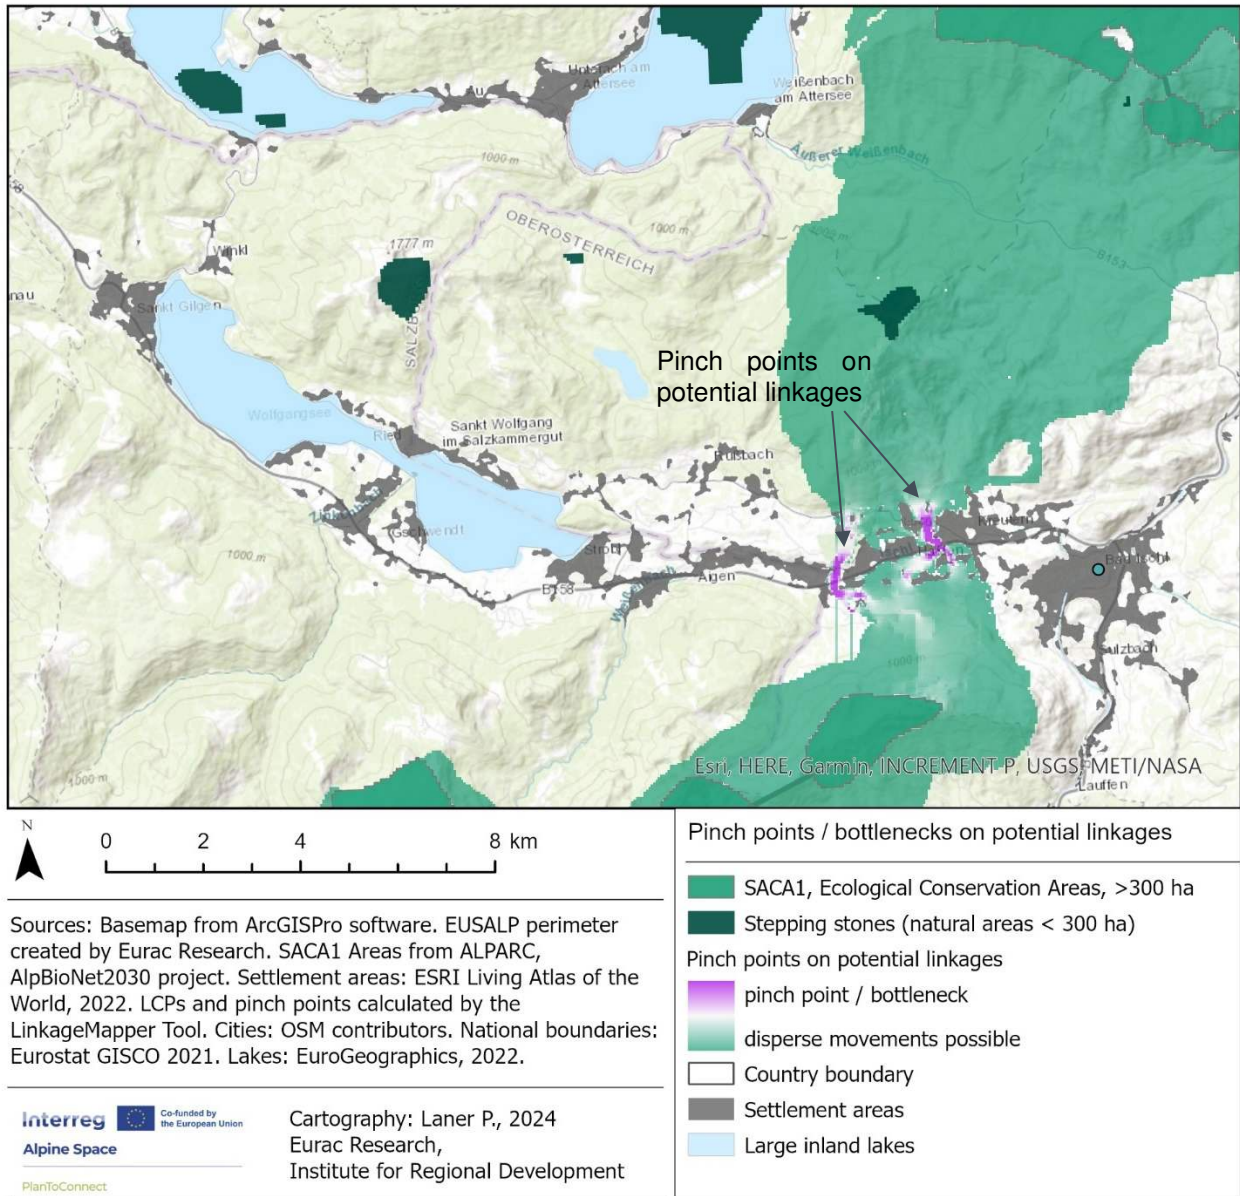 Unterach am
Attersee
Au
Weißenbach
am Attersee
Äußerer Weißenbach
1000 m
OBERÖSTERREICH
1000 m
B153
Winkl
1777 m
Sankt Gilgen
Pinch points on
potential linkages
Wolfgangsee
Ried
Sankt Wolfgang
im Salzkammergut
Rußbach
Gschwendt
Strobl
Aigen
B158
Weißenbach
1000 m
Bad Ischl
Sulzbach
1000 m
1000 m
Lauffen
Esri, HERE, Garmin, INCREMENT P, USGS, METI/NASA
N
0 2 4 8 km
Sources: Basemap from ArcGISPro software. EUSALP perimeter
created by Eurac Research. SACA1 Areas from ALPARC,
AlpBioNet2030 project. Settlement areas: ESRI Living Atlas of the
World, 2022. LCPs and pinch points calculated by the
LinkageMapper Tool. Cities: OSM contributors. National boundaries:
Eurostat GISCO 2021. Lakes: EuroGeographics, 2022.
Interreg
Co-funded by
the European Union
Alpine Space
PlanToConnect
Cartography: Laner P., 2024
Eurac Research,
Institute for Regional Development
Pinch points / bottlenecks on potential linkages
SACA1, Ecological Conservation Areas, >300 ha
Stepping stones (natural areas < 300 ha)
Pinch points on potential linkages
pinch point / bottleneck
disperse movements possible
Country boundary
Settlement areas
Large inland lakes